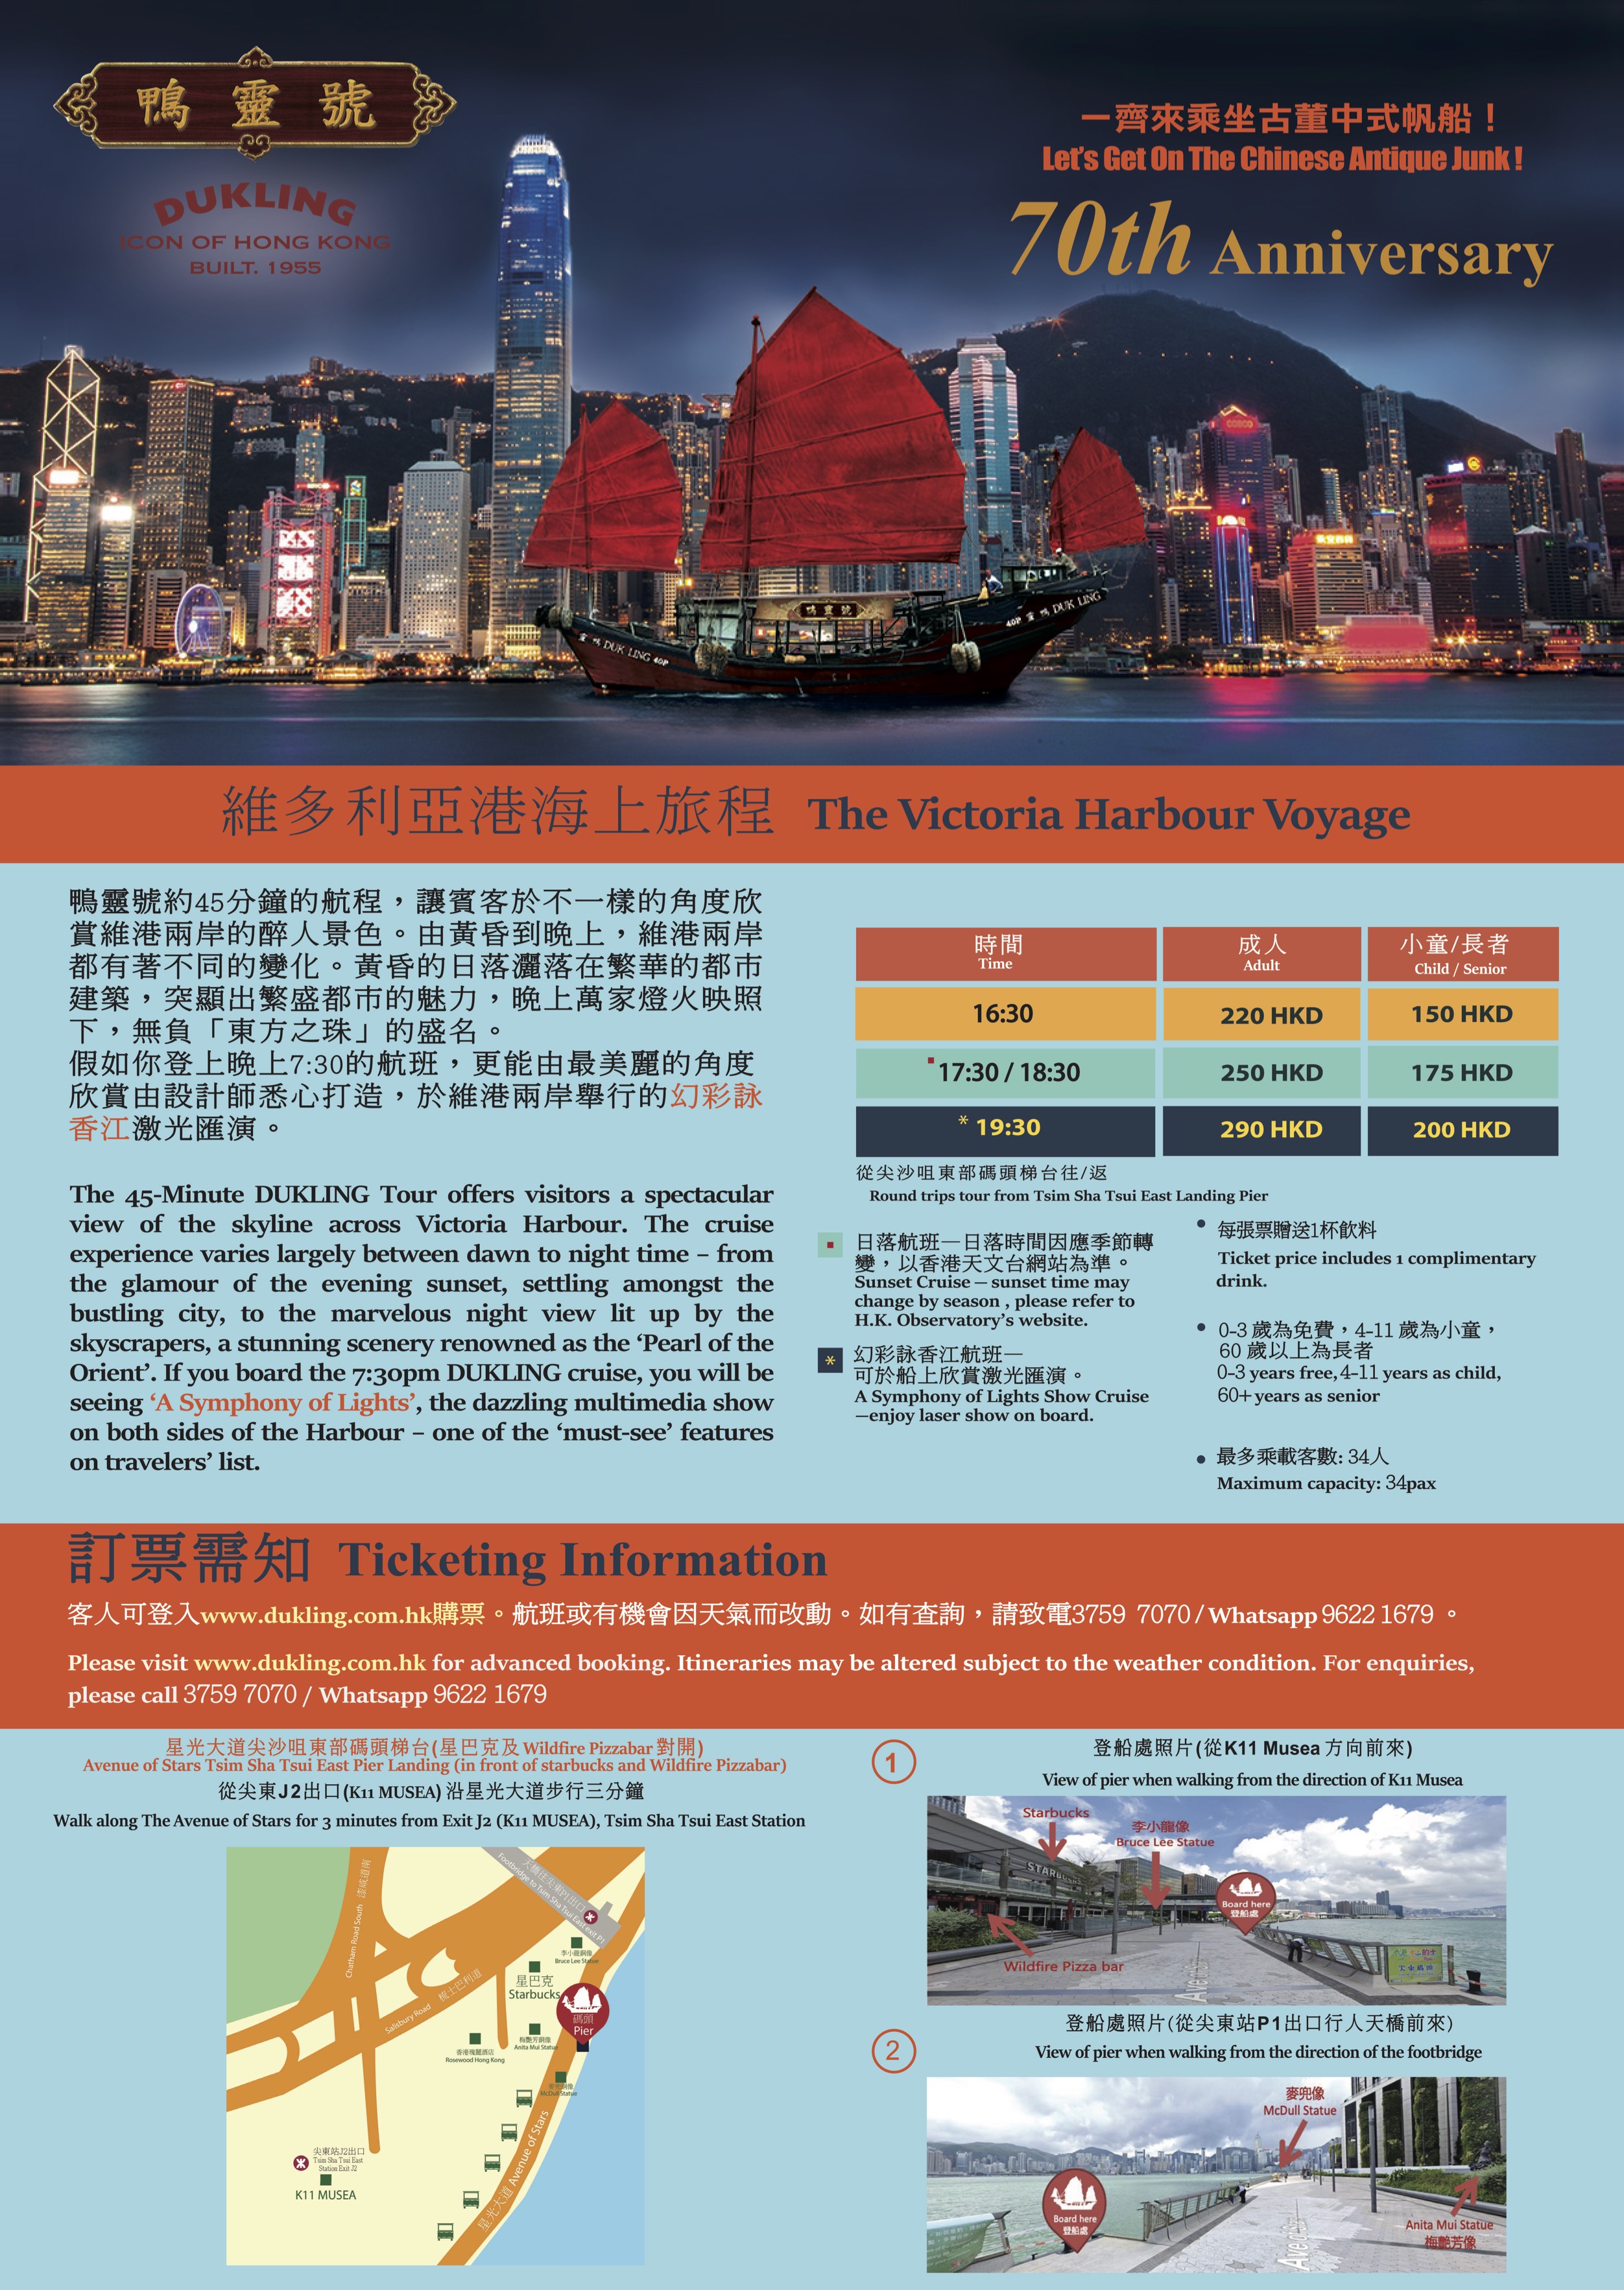 鴨靈號
DUKLING
ICON OF HONG KONG
BUILT. 1955
一齊來乘坐古董中式帆船！
Let's Get On The Chinese Antique Junk !
70th Anniversary
COSCO
鴨靈號
靈鴨 DUK LING 40P
40P 靈鴨 DUK LING
維多利亞港海上旅程 The Victoria Harbour Voyage
鴨靈號約45分鐘的航程，讓賓客於不一樣的角度欣
賞維港兩岸的醉人景色。由黃昏到晚上，維港兩岸
都有著不同的變化。黃昏的日落灑落在繁華的都市
建築，突顯出繁盛都市的魅力，晚上萬家燈火映照
下，無負「東方之珠」的盛名。
假如你登上晚上7:30的航班，更能由最美麗的角度
欣賞由設計師悉心打造，於維港兩岸舉行的幻彩詠
香江激光匯演。
The 45-Minute DUKLING Tour offers visitors a spectacular
view of the skyline across Victoria Harbour. The cruise
experience varies largely between dawn to night time – from
the glamour of the evening sunset, settling amongst the
bustling city, to the marvelous night view lit up by the
skyscrapers, a stunning scenery renowned as the ‘Pearl of the
Orient’. If you board the 7:30pm DUKLING cruise, you will be
seeing ‘A Symphony of Lights’, the dazzling multimedia show
on both sides of the Harbour – one of the ‘must-see’ features
on travelers’ list.
時間 成人 小童/長者
Time Adult Child / Senior
16:30 220 HKD 150 HKD
17:30 / 18:30 250 HKD 175 HKD
* 19:30 290 HKD 200 HKD
從尖沙咀東部碼頭梯台往/返
Round trips tour from Tsim Sha Tsui East Landing Pier
日落航班—日落時間因應季節轉
變，以香港天文台網站為準。
Sunset Cruise — sunset time may
change by season , please refer to
H.K. Observatory’s website.
* 幻彩詠香江航班—
可於船上欣賞激光匯演。
A Symphony of Lights Show Cruise
—enjoy laser show on board.
• 每張票贈送1杯飲料
Ticket price includes 1 complimentary
drink.
• 0-3 歲為免費，4-11 歲為小童，
60 歲以上為長者
0-3 years free, 4-11 years as child,
60+ years as senior
• 最多乘載客數: 34人
Maximum capacity: 34pax
訂票需知 Ticketing Information
客人可登入www.dukling.com.hk購票。航班或有機會因天氣而改動。如有查詢，請致電3759 7070 / Whatsapp 9622 1679 。
Please visit www.dukling.com.hk for advanced booking. Itineraries may be altered subject to the weather condition. For enquiries,
please call 3759 7070 / Whatsapp 9622 1679
星光大道尖沙咀東部碼頭梯台(星巴克及 Wildfire Pizzabar 對開)
Avenue of Stars Tsim Sha Tsui East Pier Landing (in front of starbucks and Wildfire Pizzabar)
從尖東J2出口(K11 MUSEA) 沿星光大道步行三分鐘
Walk along The Avenue of Stars for 3 minutes from Exit J2 (K11 MUSEA), Tsim Sha Tsui East Station
Chatham Road South 漆咸道南
天橋往尖東P1出口
Footbridge to Tsim Sha Tsui East exit P1
李小龍銅像
Bruce Lee Statue
星巴克
Starbucks
碼頭
Pier
Salisbury Road 梳士巴利道
梅艷芳銅像
Anita Mui Statue
香港瑰麗酒店
Rosewood Hong Kong
麥兜銅像
McDull Statue
尖東站J2出口
Tsim Sha Tsui East
Station Exit J2
K11 MUSEA
星光大道 Avenue of Stars
1
登船處照片(從K11 Musea 方向前來)
View of pier when walking from the direction of K11 Musea
Starbucks
李小龍像
Bruce Lee Statue
STARBUCKS
Board here
登船處
Wildfire Pizza bar
2
登船處照片(從尖東站P1出口行人天橋前來)
View of pier when walking from the direction of the footbridge
麥兜像
McDull Statue
Board here
登船處
Anita Mui Statue
梅艷芳像